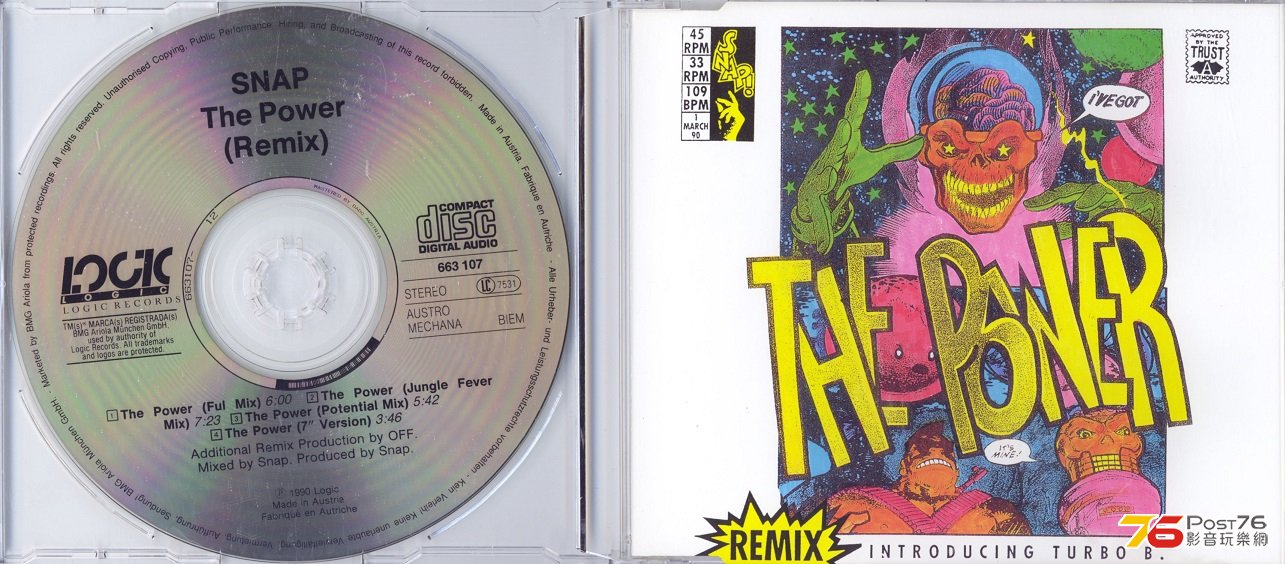 SNAP
The Power
(Remix)
All rights reserved. Unauthorised Copying, Public Performance, Hiring, and Broadcasting of this record forbidden. Made in Austria. Fabriqué en Autriche - Alle Urheber- und Leistungsschutzrechte vorbehalten
Marketed by BMG Ariola München GmbH.
BMG Ariola from protected recordings.
12
663107-
MASTERED BY DADC AUSTRIA
LOGIC
LOGIC
LOGIC RECORDS
TM(s)® MARCA(s) REGISTRADA(s)
BMG Ariola München GmbH.
used by authority of
Logic Records. All trademarks
and logos are protected.
COMPACT
disc
DIGITAL AUDIO
663 107
STEREO
LC 7531
AUSTRO
MECHANA BIEM
1 The Power (Ful Mix) 6:00 2 The Power (Jungle Fever
Mix) 7:23 3 The Power (Potential Mix) 5:42
4 The Power (7" Version) 3:46
Additional Remix Production by OFF.
Mixed by Snap. Produced by Snap.
Ⓟ 1990 Logic
Made in Austria
Fabriqué en Autriche
45
RPM
33
RPM
109
BPM
1
MARCH
90
SNAP!
APPROVED
BY THE
TRUST
AUTHORITY
I'VE GOT
THE POWER
IT'S
MINE!
REMIX
INTRODUCING TURBO B.
76 POST76
影音玩樂網